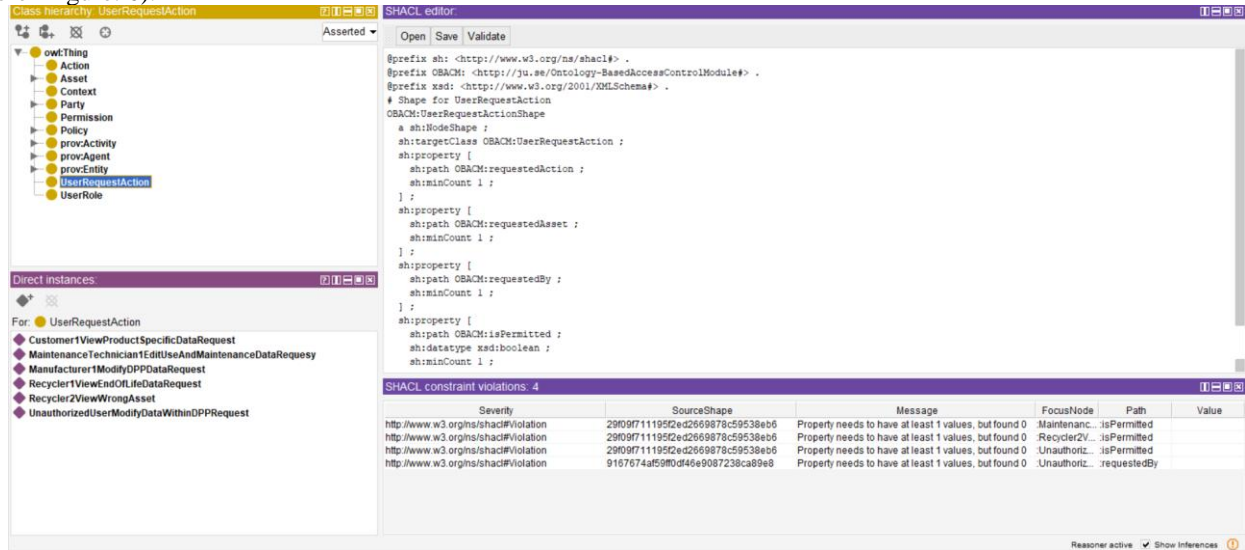 Class hierarchy: UserRequestAction
Asserted
owl:Thing
Action
Asset
Context
Party
Permission
Policy
prov:Activity
prov:Agent
prov:Entity
UserRequestAction
UserRole
Direct instances:
For: UserRequestAction
Customer1ViewProductSpecificDataRequest
MaintenanceTechnician1EditUseAndMaintenanceDataRequesy
Manufacturer1ModifyDPPDataRequest
Recycler1ViewEndOfLifeDataRequest
Recycler2ViewWrongAsset
UnauthorizedUserModifyDataWithinDPPRequest
SHACL editor:
Open Save Validate
@prefix sh: <http://www.w3.org/ns/shacl#> .
@prefix OBACM: <http://ju.se/Ontology-BasedAccessControlModule#> .
@prefix xsd: <http://www.w3.org/2001/XMLSchema#> .
# Shape for UserRequestAction
OBACM:UserRequestActionShape
a sh:NodeShape ;
sh:targetClass OBACM:UserRequestAction ;
sh:property [
sh:path OBACM:requestedAction ;
sh:minCount 1 ;
] ;
sh:property [
sh:path OBACM:requestedAsset ;
sh:minCount 1 ;
] ;
sh:property [
sh:path OBACM:requestedBy ;
sh:minCount 1 ;
] ;
sh:property [
sh:path OBACM:isPermitted ;
sh:datatype xsd:boolean ;
sh:minCount 1 ;
SHACL constraint violations: 4
Severity SourceShape Message FocusNode Path Value
http://www.w3.org/ns/shacl#Violation 29f09f711195f2ed2669878c59538eb6 Property needs to have at least 1 values, but found 0 :Maintenanc... :isPermitted
http://www.w3.org/ns/shacl#Violation 29f09f711195f2ed2669878c59538eb6 Property needs to have at least 1 values, but found 0 :Recycler2V... :isPermitted
http://www.w3.org/ns/shacl#Violation 29f09f711195f2ed2669878c59538eb6 Property needs to have at least 1 values, but found 0 :Unauthoriz... :isPermitted
http://www.w3.org/ns/shacl#Violation 9167674af59ff0df46e9087238ca89e8 Property needs to have at least 1 values, but found 0 :Unauthoriz... :requestedBy
Reasoner active Show Inferences